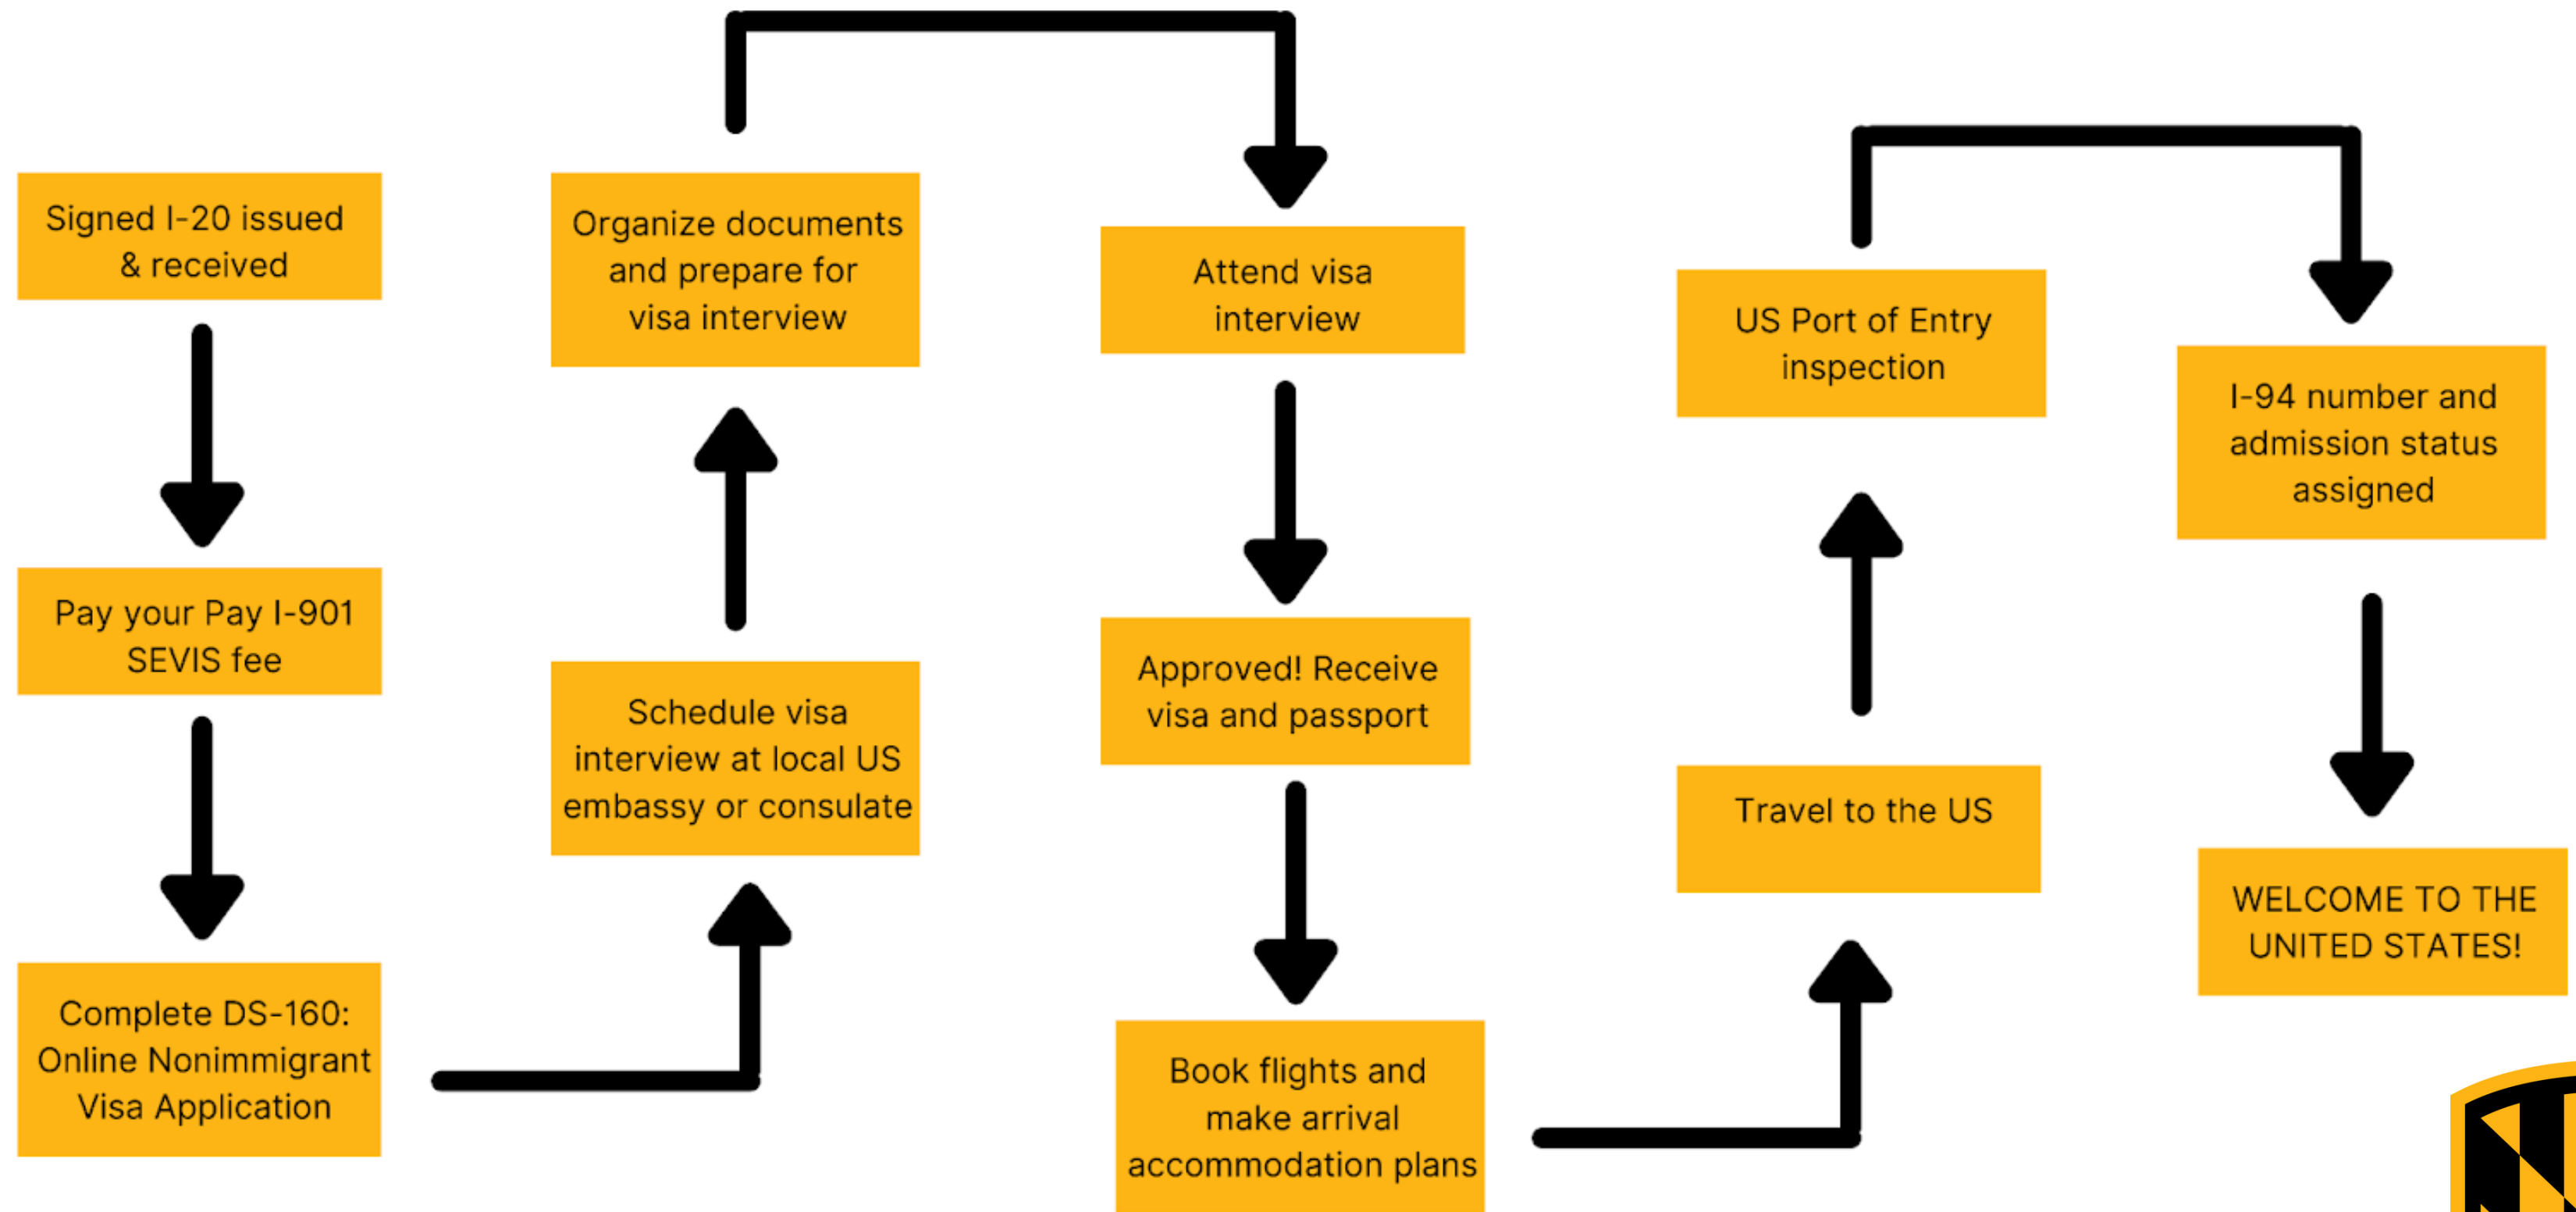 Signed I-20 issued
& received
Pay your Pay I-901
SEVIS fee
Complete DS-160:
Online Nonimmigrant
Visa Application
Schedule visa
interview at local US
embassy or consulate
Organize documents
and prepare for
visa interview
Attend visa
interview
Approved! Receive
visa and passport
Book flights and
make arrival
accommodation plans
Travel to the US
US Port of Entry
inspection
I-94 number and
admission status
assigned
WELCOME TO THE
UNITED STATES!